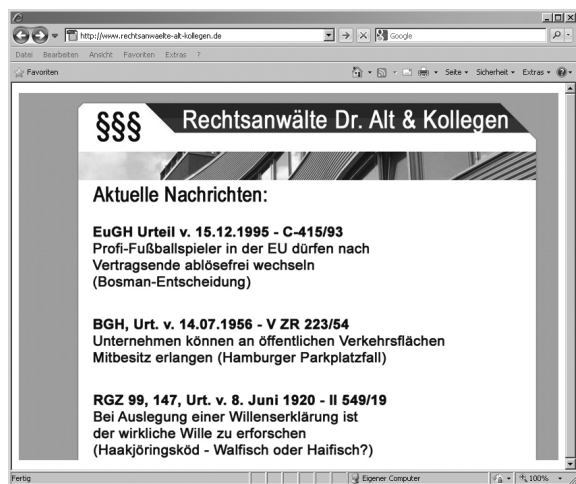 http://www.rechtsanwaelte-alt-kollegen.de
Google
Datei Bearbeiten Ansicht Favoriten Extras ?
Favoriten
Seite Sicherheit Extras
§§§ Rechtsanwälte Dr. Alt & Kollegen
Aktuelle Nachrichten:
EuGH Urteil v. 15.12.1995 - C-415/93
Profi-Fußballspieler in der EU dürfen nach
Vertragsende ablösefrei wechseln
(Bosman-Entscheidung)
BGH, Urt. v. 14.07.1956 - V ZR 223/54
Unternehmen können an öffentlichen Verkehrsflächen
Mitbesitz erlangen (Hamburger Parkplatzfall)
RGZ 99, 147, Urt. v. 8. Juni 1920 - II 549/19
Bei Auslegung einer Willenserklärung ist
der wirkliche Wille zu erforschen
(Haakjöringsköd - Walfisch oder Haifisch?)
Fertig Eigener Computer 100%